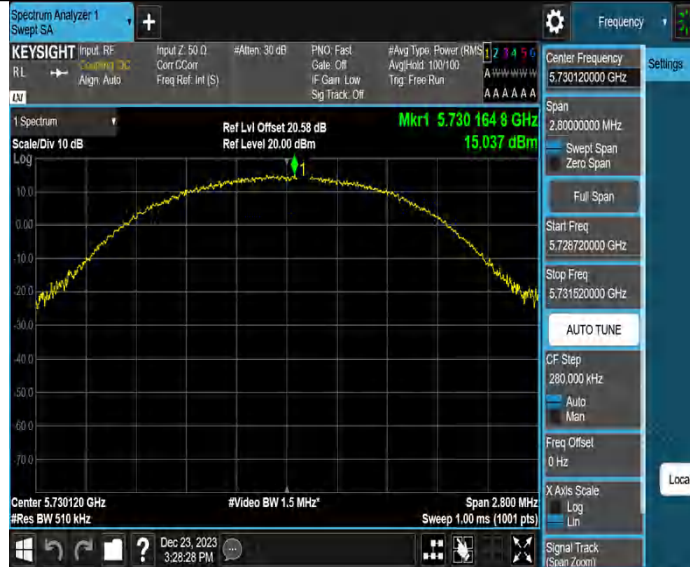 Spectrum Analyzer 1
Swept SA
+
Frequency
KEYSIGHT
RL
Input: RF
Coupling: DC
Align: Auto
Input Z: 50 Ω
Corr CCorr
Freq Ref: Int (S)
#Atten: 30 dB
PNO: Fast
Gate: Off
IF Gain: Low
Sig Track: Off
#Avg Type: Power (RMS
Avg|Hold: 100/100
Trig: Free Run
1 2 3 4 5 6
A W W W W W
A A A A A A
LXI
1 Spectrum
Scale/Div 10 dB
Ref Lvl Offset 20.58 dB
Ref Level 20.00 dBm
Mkr1 5.730 164 8 GHz
15.037 dBm
Log
1
10.0
0.00
-10.0
-20.0
-30.0
-40.0
-50.0
-60.0
-70.0
Center 5.730120 GHz
#Res BW 510 kHz
#Video BW 1.5 MHz*
Span 2.800 MHz
Sweep 1.00 ms (1001 pts)
?
Dec 23, 2023
3:28:28 PM
Center Frequency
5.730120000 GHz
Settings
Span
2.80000000 MHz
Swept Span
Zero Span
Full Span
Start Freq
5.728720000 GHz
Stop Freq
5.731520000 GHz
AUTO TUNE
CF Step
280.000 kHz
Auto
Man
Freq Offset
0 Hz
X Axis Scale
Log
Lin
Loca
Signal Track
(Span Zoom)